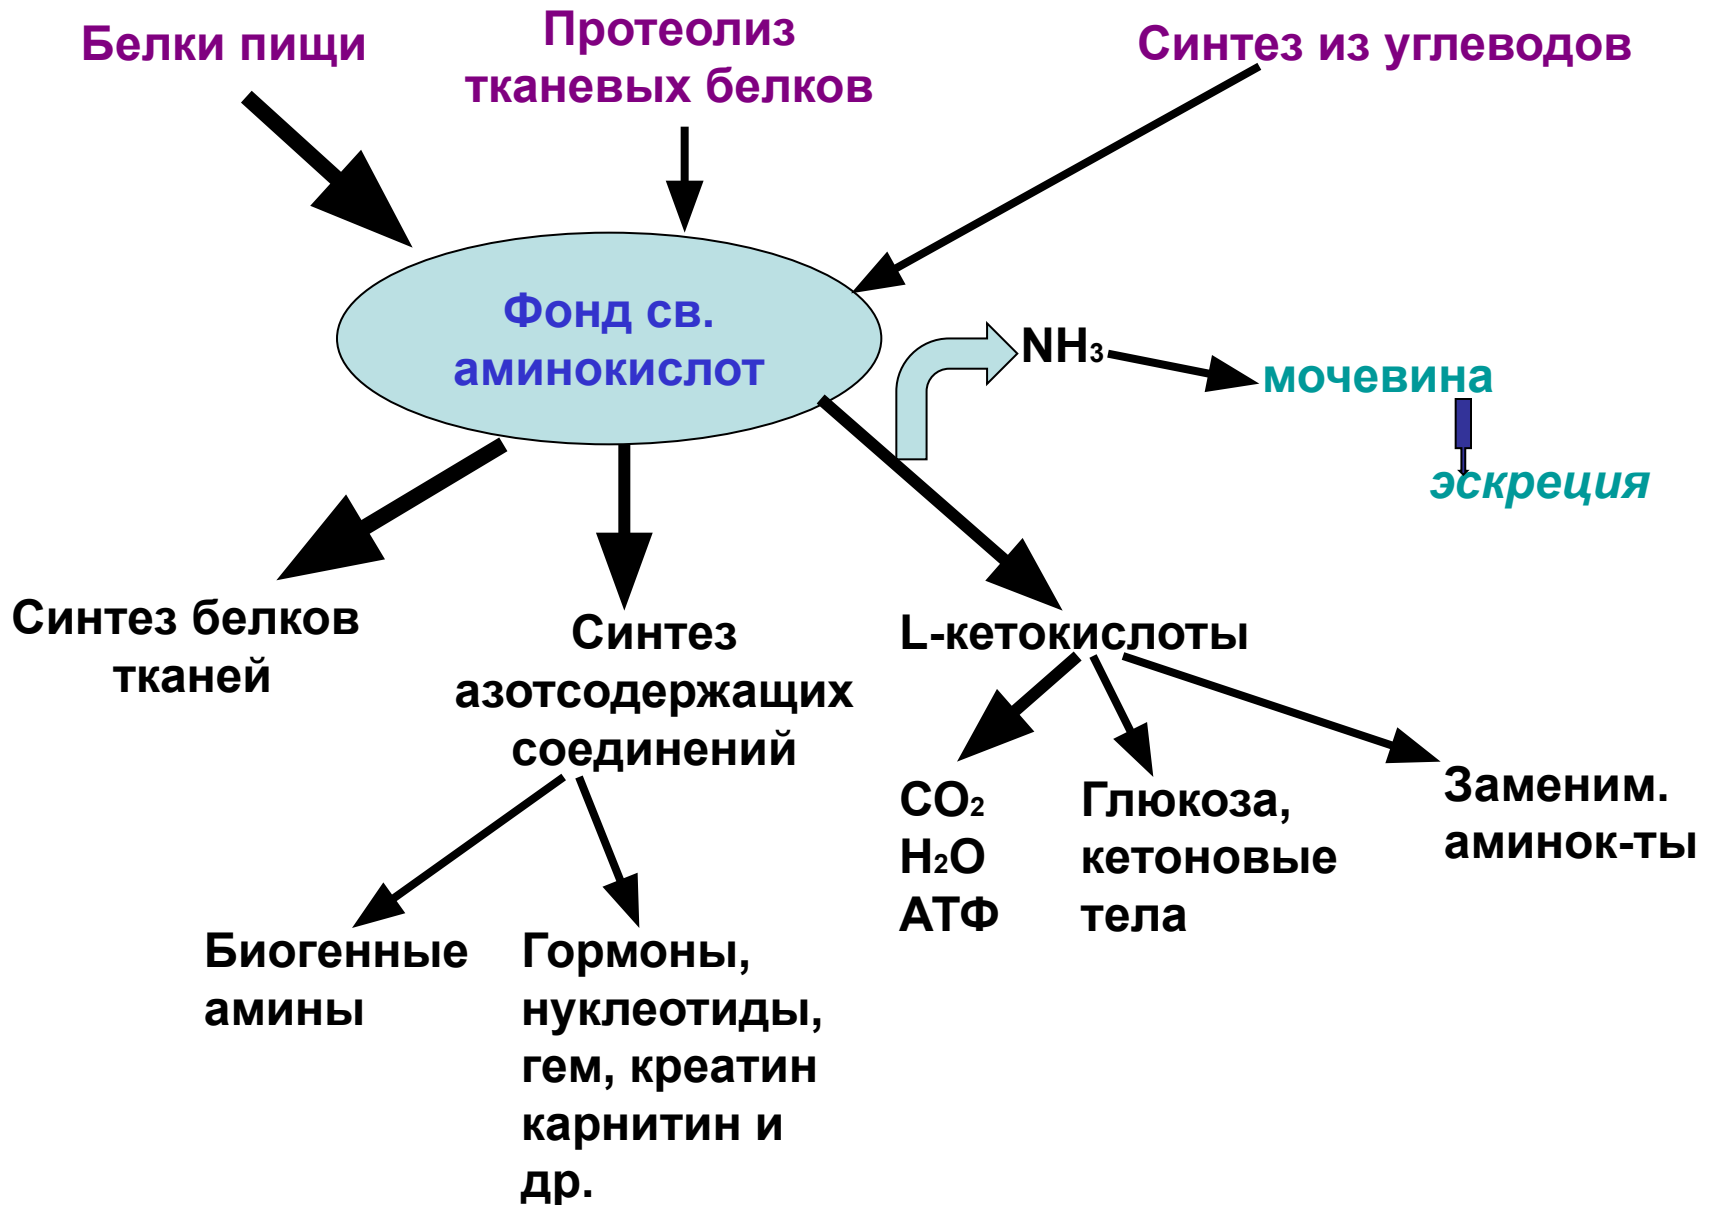 Белки пищи
Протеолиз
тканевых белков
Синтез из углеводов
Фонд св.
аминокислот
NH₃
мочевина
эскреция
Синтез белков
тканей
Синтез
азотсодержащих
соединений
L-кетокислоты
Биогенные
амины
Гормоны,
нуклеотиды,
гем, креатин
карнитин и
др.
CO₂
H₂O
АТФ
Глюкоза,
кетоновые
тела
Заменим.
аминок-ты